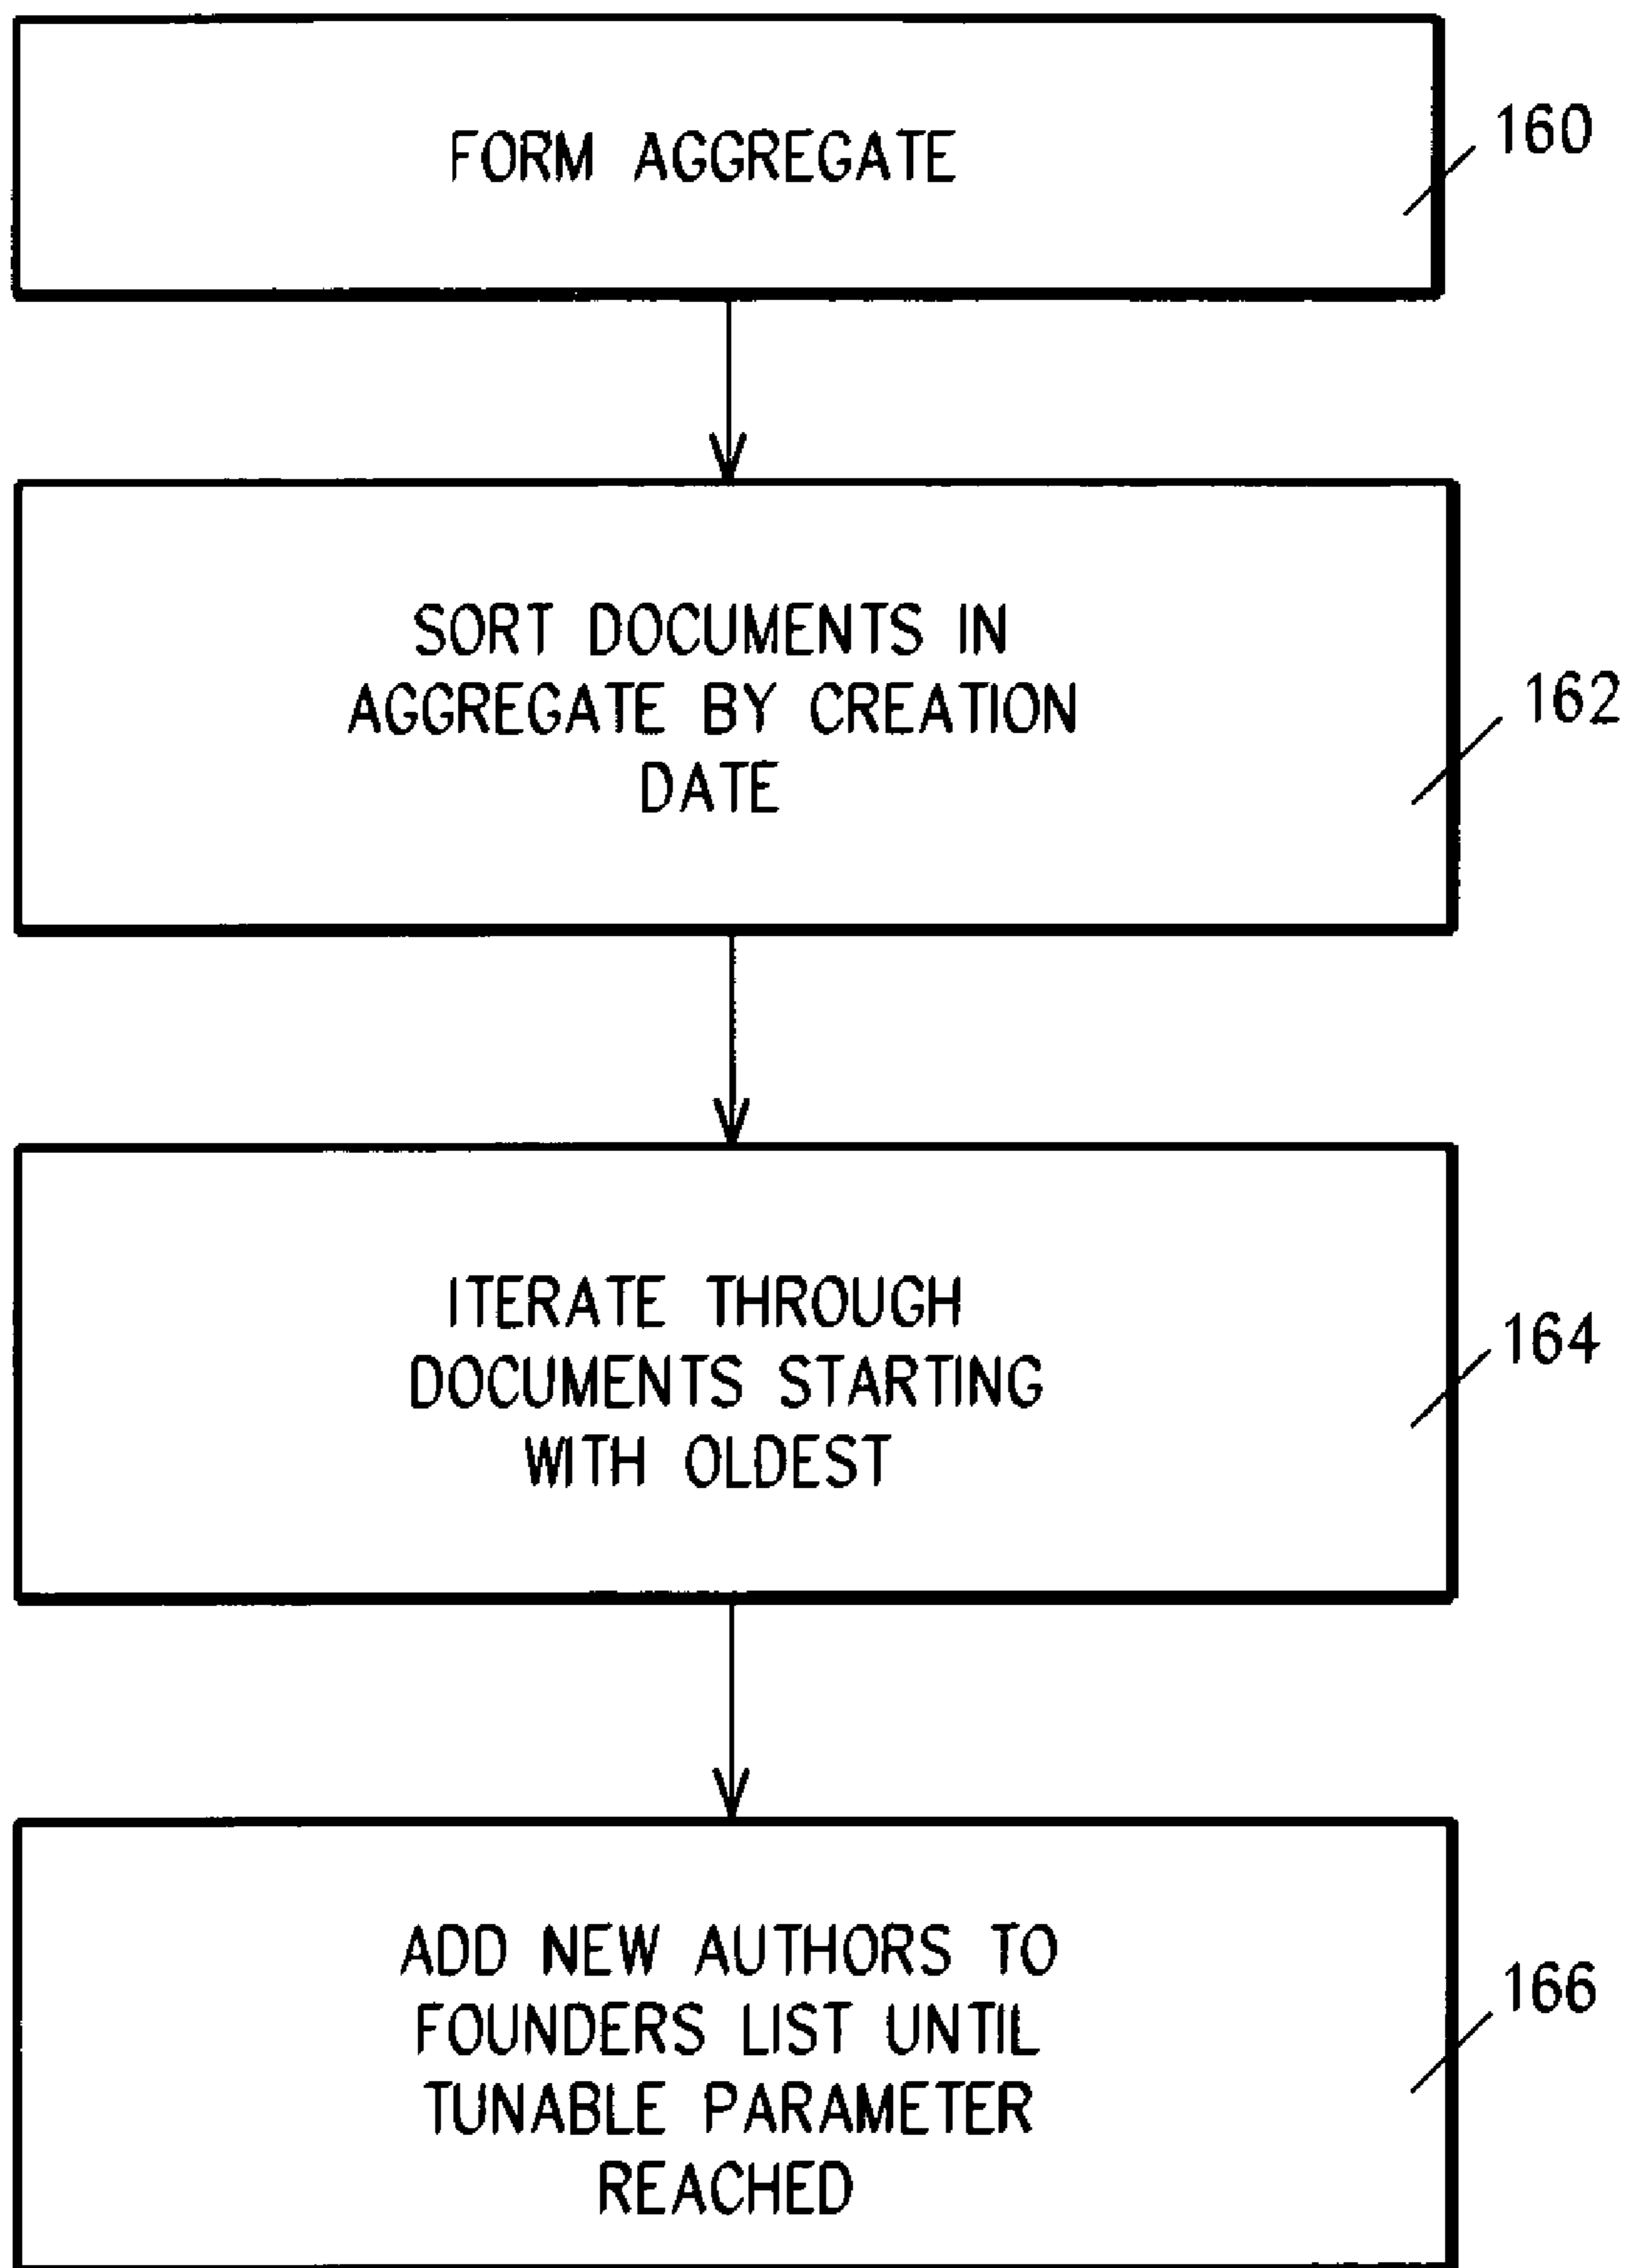 FORM AGGREGATE
160
SORT DOCUMENTS IN
AGGREGATE BY CREATION
DATE
162
ITERATE THROUGH
DOCUMENTS STARTING
WITH OLDEST
164
ADD NEW AUTHORS TO
FOUNDERS LIST UNTIL
TUNABLE PARAMETER
REACHED
166